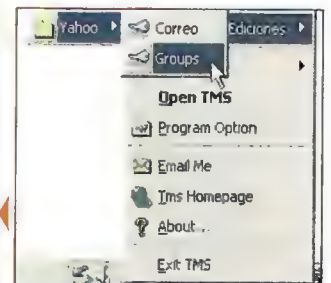 Yahoo Correo Ediciones
Groups
Open TMS
Program Option
Email Me
Tms Homepage
About...
Exit TMS